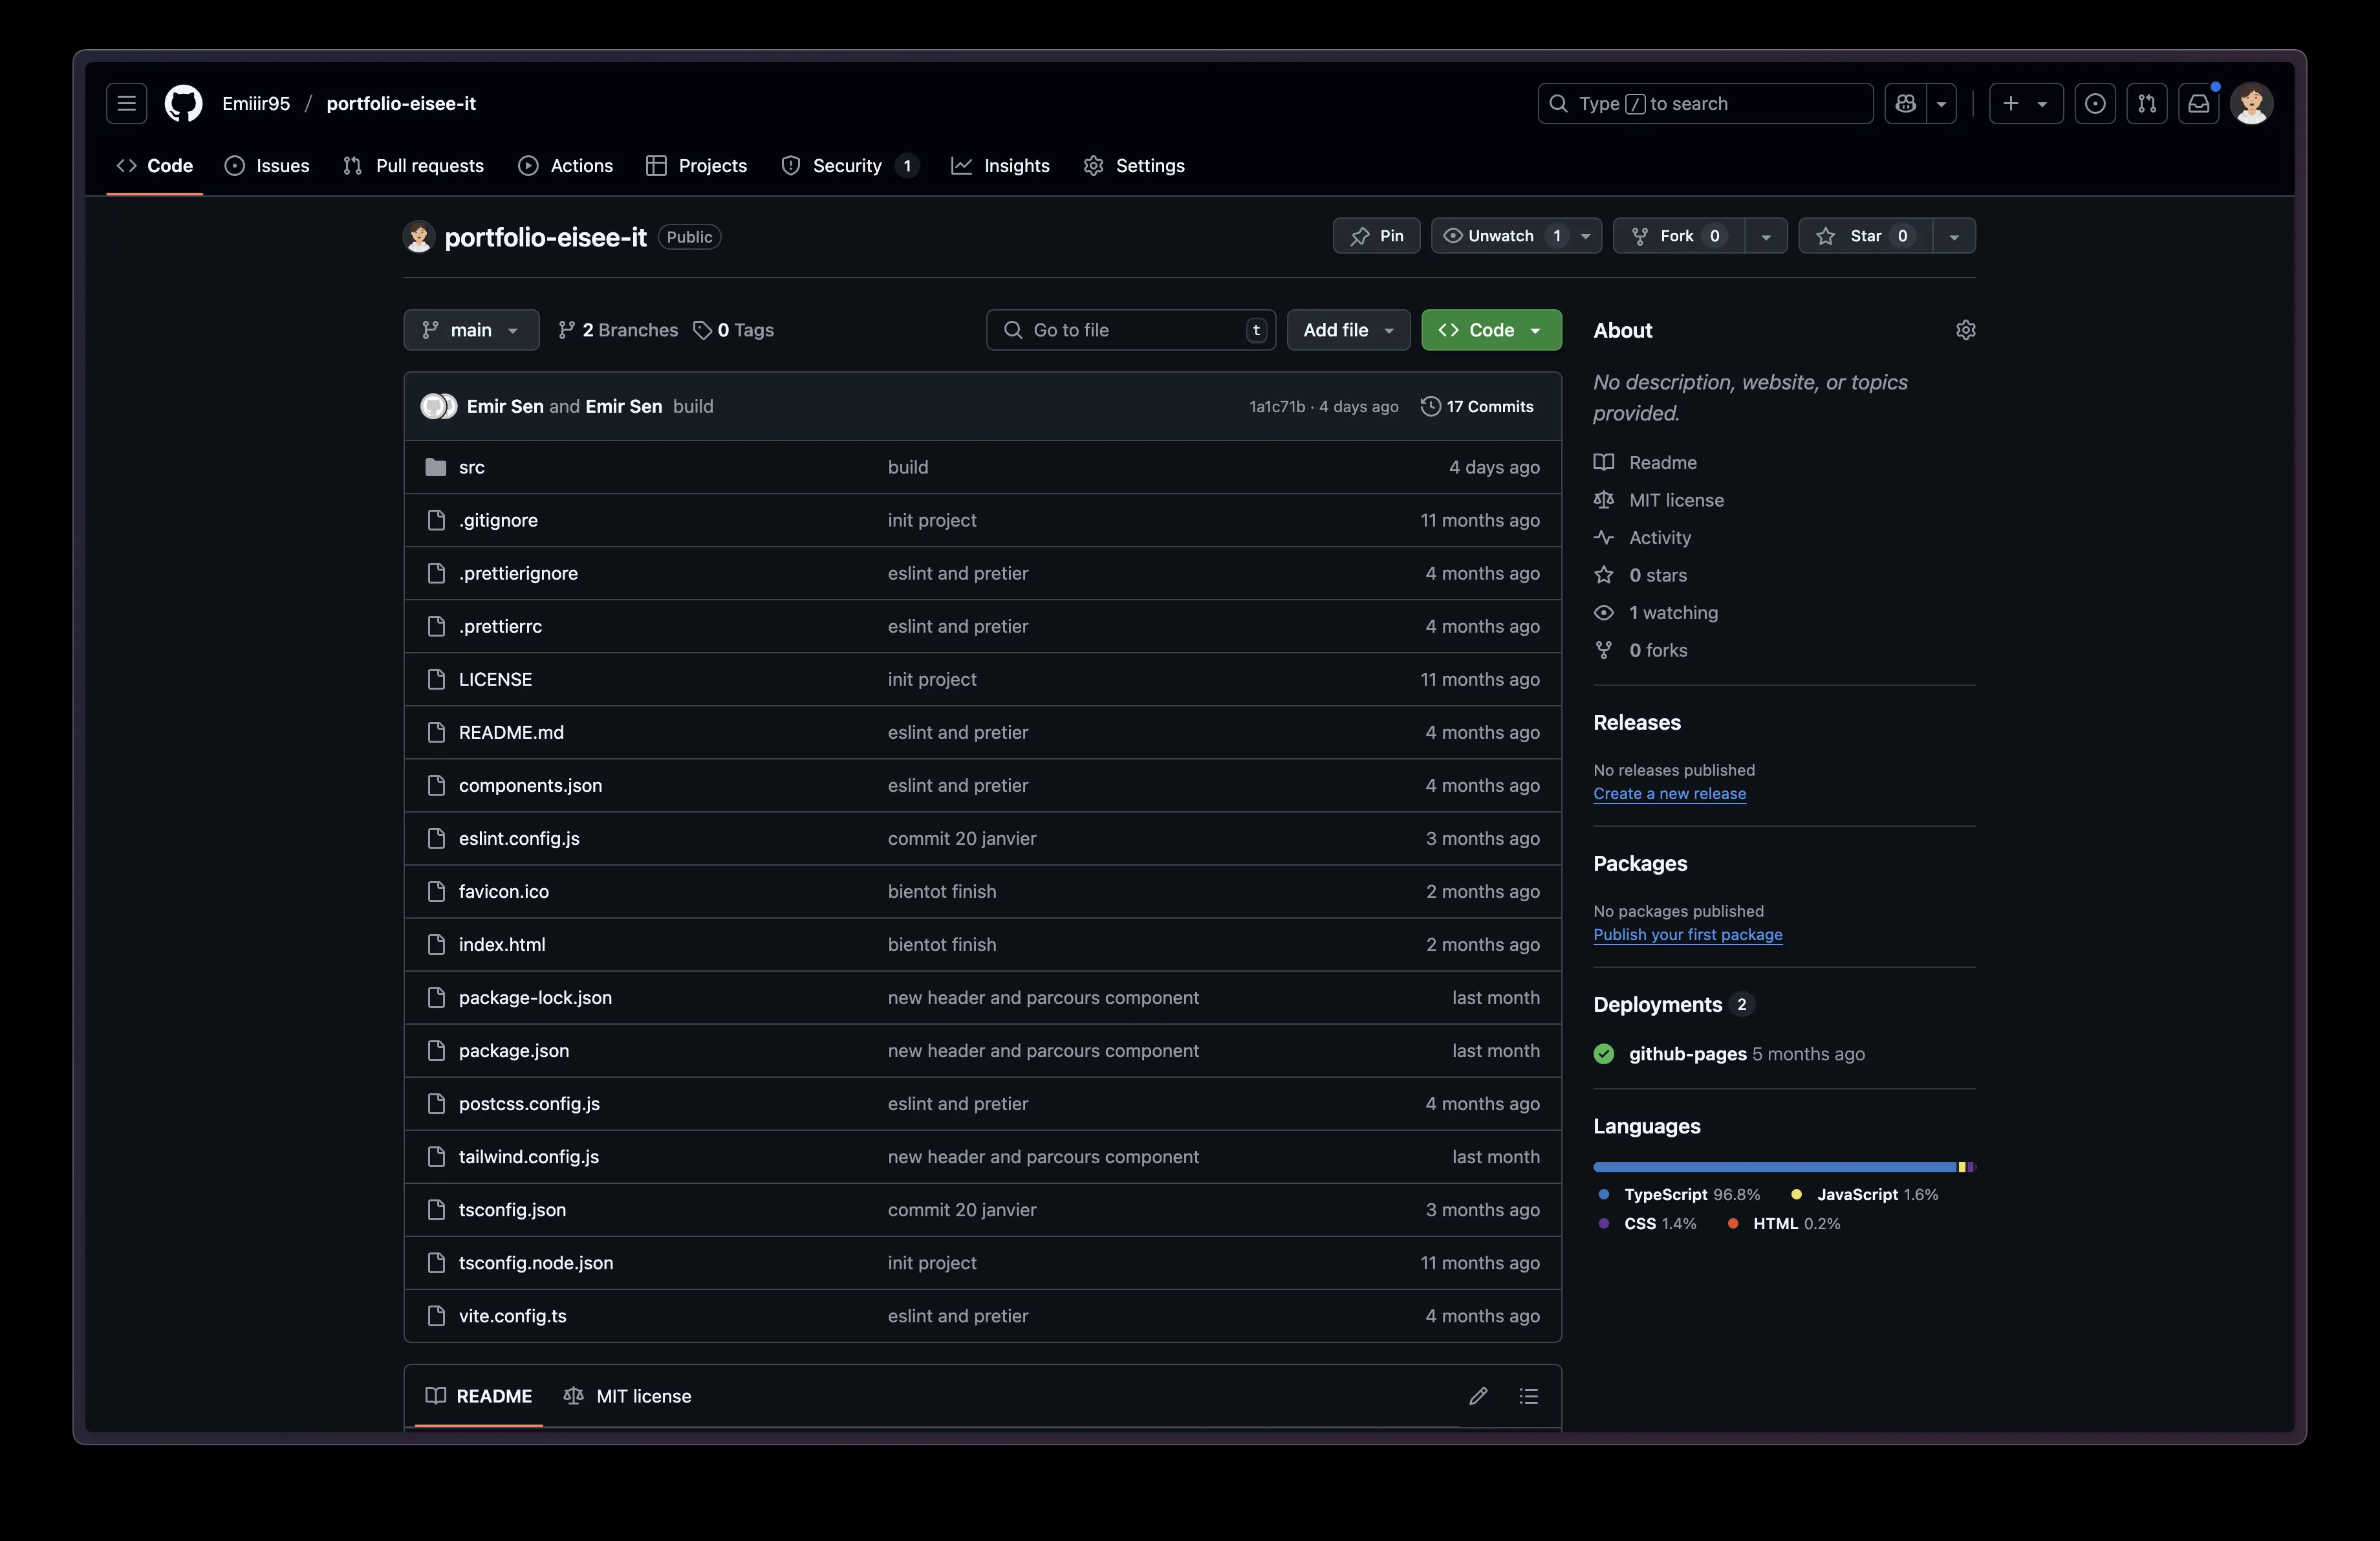 Emiiir95 / portfolio-eisee-it
Type / to search
Code Issues Pull requests Actions Projects Security 1 Insights Settings
portfolio-eisee-it Public
Pin Unwatch 1 Fork 0 Star 0
main 2 Branches 0 Tags Go to file t Add file Code
Emir Sen and Emir Sen build 1a1c71b · 4 days ago 17 Commits
src build 4 days ago
.gitignore init project 11 months ago
.prettierignore eslint and pretier 4 months ago
.prettierrc eslint and pretier 4 months ago
LICENSE init project 11 months ago
README.md eslint and pretier 4 months ago
components.json eslint and pretier 4 months ago
eslint.config.js commit 20 janvier 3 months ago
favicon.ico bientot finish 2 months ago
index.html bientot finish 2 months ago
package-lock.json new header and parcours component last month
package.json new header and parcours component last month
postcss.config.js eslint and pretier 4 months ago
tailwind.config.js new header and parcours component last month
tsconfig.json commit 20 janvier 3 months ago
tsconfig.node.json init project 11 months ago
vite.config.ts eslint and pretier 4 months ago
README MIT license
About
No description, website, or topics
provided.
Readme
MIT license
Activity
0 stars
1 watching
0 forks
Releases
No releases published
Create a new release
Packages
No packages published
Publish your first package
Deployments 2
github-pages 5 months ago
Languages
TypeScript 96.8% JavaScript 1.6%
CSS 1.4% HTML 0.2%